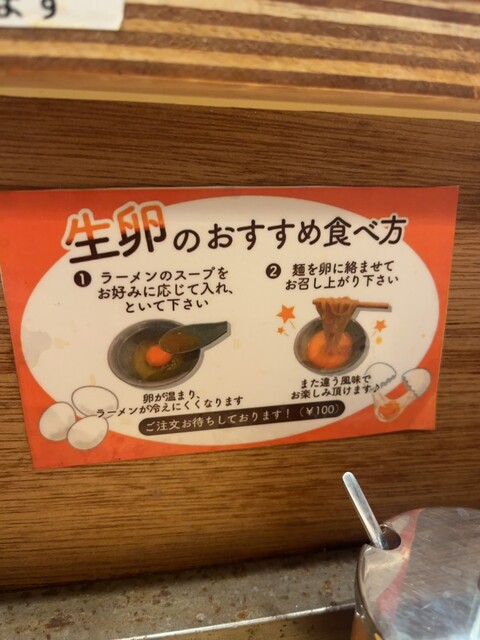 ます
生卵のおすすめ食べ方
❶ ラーメンのスープを
お好みに応じて入れ、
といて下さい
❷ 麺を卵に絡ませて
お召し上がり下さい
卵が温まり、
ラーメンが冷えにくくなります
また違う風味で
お楽しみ頂けます♪
ご注文お待ちしております！（¥100）